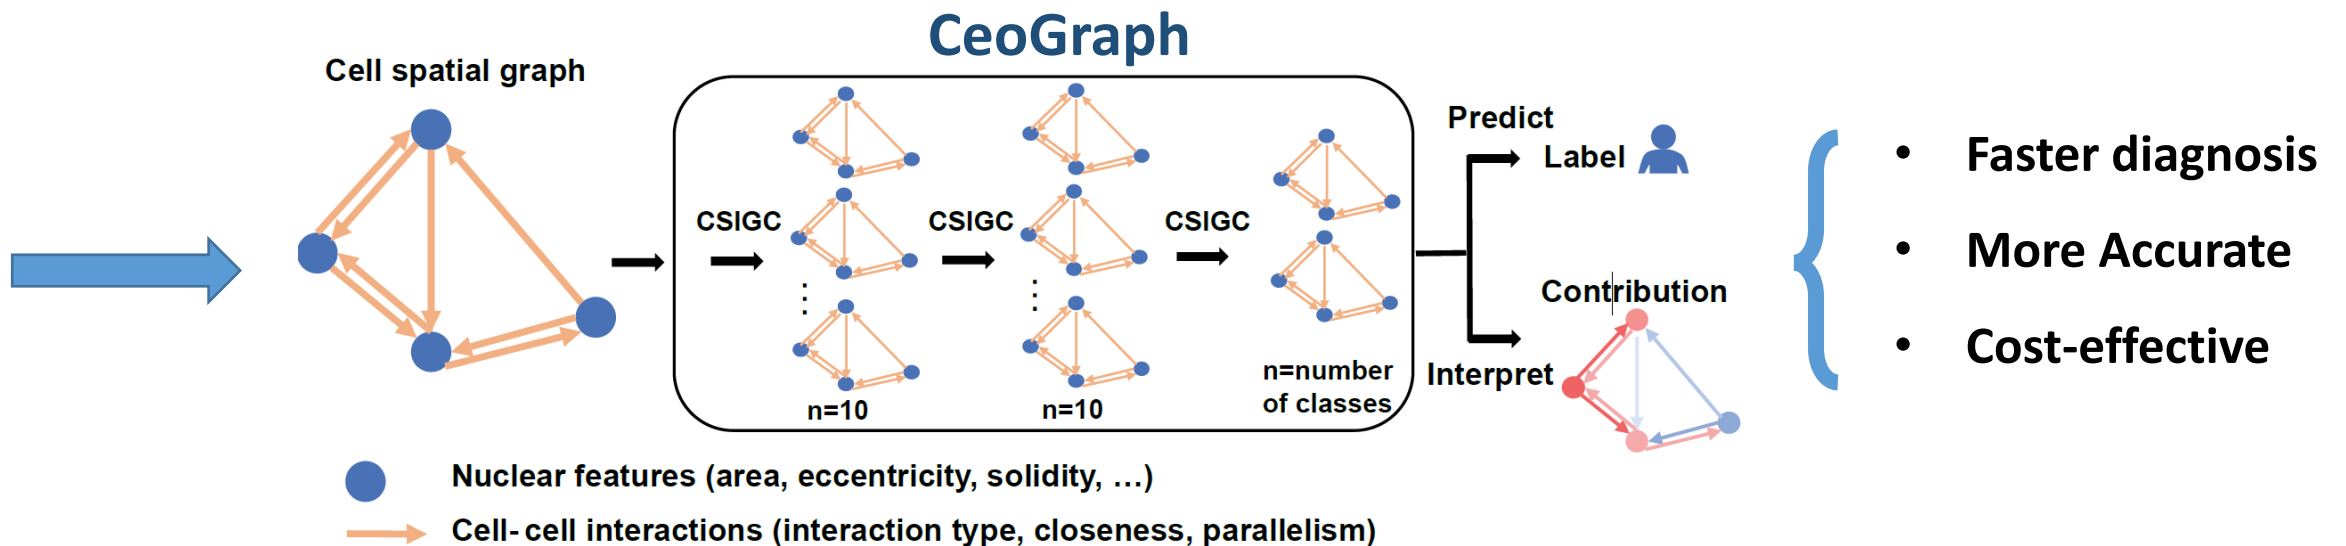 CeoGraph
Cell spatial graph
CSIGC
CSIGC
CSIGC
⋮
⋮
n=10
n=10
n=number
of classes
Predict
Label
Contribution
Interpret
• Faster diagnosis
• More Accurate
• Cost-effective
Nuclear features (area, eccentricity, solidity, ...)
Cell- cell interactions (interaction type, closeness, parallelism)